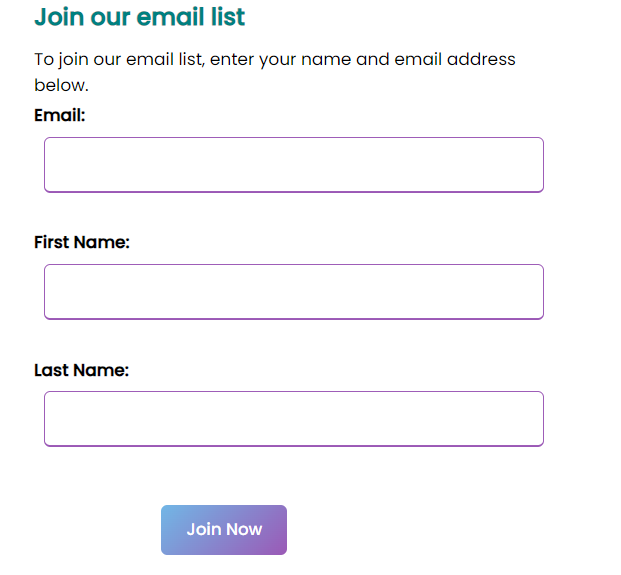 Join our email list
To join our email list, enter your name and email address
below.
Email:
First Name:
Last Name:
Join Now